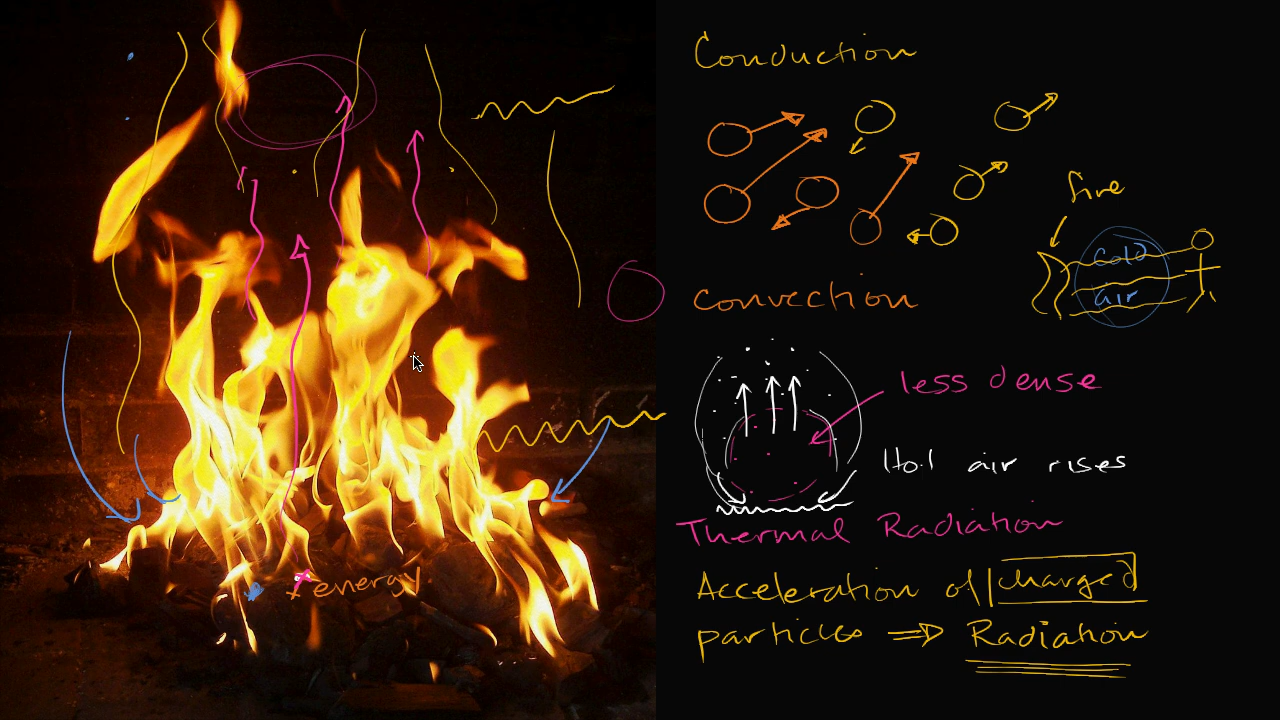 Conduction
fire
cold
air
Convection
less dense
Hot air rises
Thermal Radiation
energy
Acceleration of charged
particles ⇒ Radiation